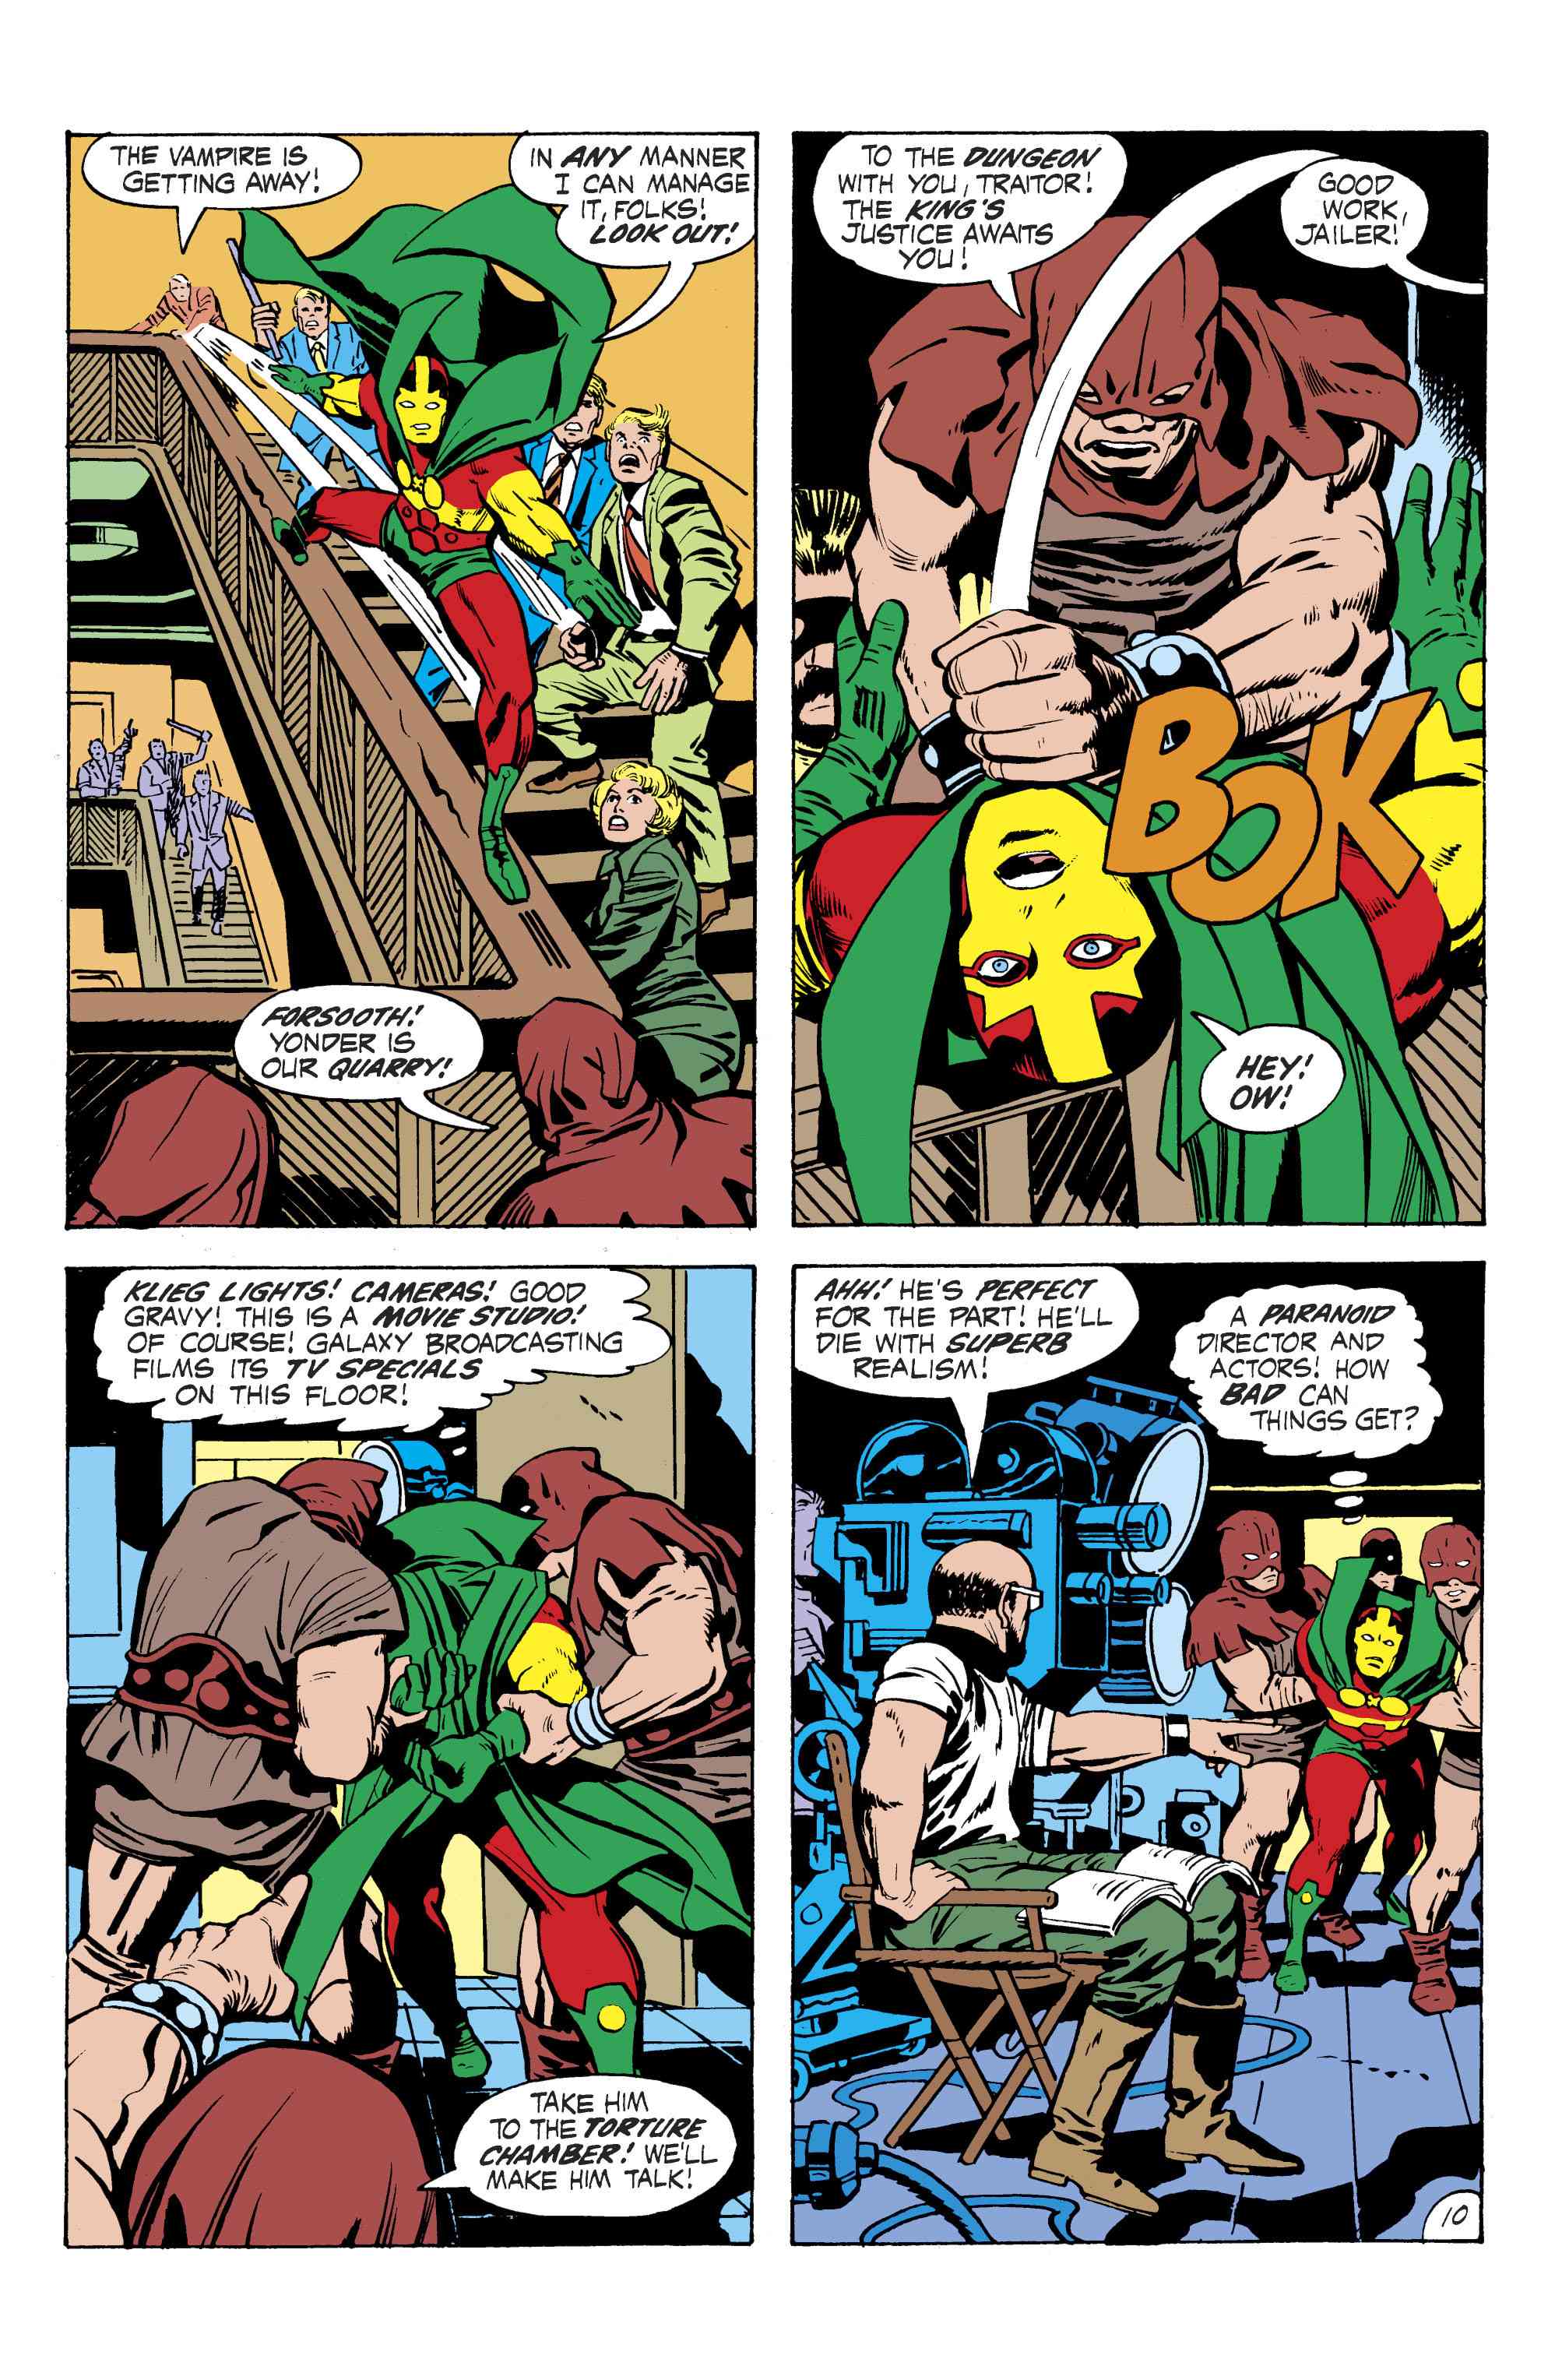 THE VAMPIRE IS
GETTING AWAY!
IN ANY MANNER
I CAN MANAGE
IT, FOLKS!
LOOK OUT!
FORSOOTH!
YONDER IS
OUR QUARRY!
TO THE DUNGEON
WITH YOU, TRAITOR!
THE KING'S
JUSTICE AWAITS
YOU!
GOOD
WORK,
JAILER!
BOK
HEY!
OW!
KLIEG LIGHTS! CAMERAS! GOOD
GRAVY! THIS IS A MOVIE STUDIO!
OF COURSE! GALAXY BROADCASTING
FILMS ITS TV SPECIALS
ON THIS FLOOR!
TAKE HIM
TO THE TORTURE
CHAMBER! WE'LL
MAKE HIM TALK!
AHH! HE'S PERFECT
FOR THE PART! HE'LL
DIE WITH SUPERB
REALISM!
A PARANOID
DIRECTOR AND
ACTORS! HOW
BAD CAN
THINGS GET?
10